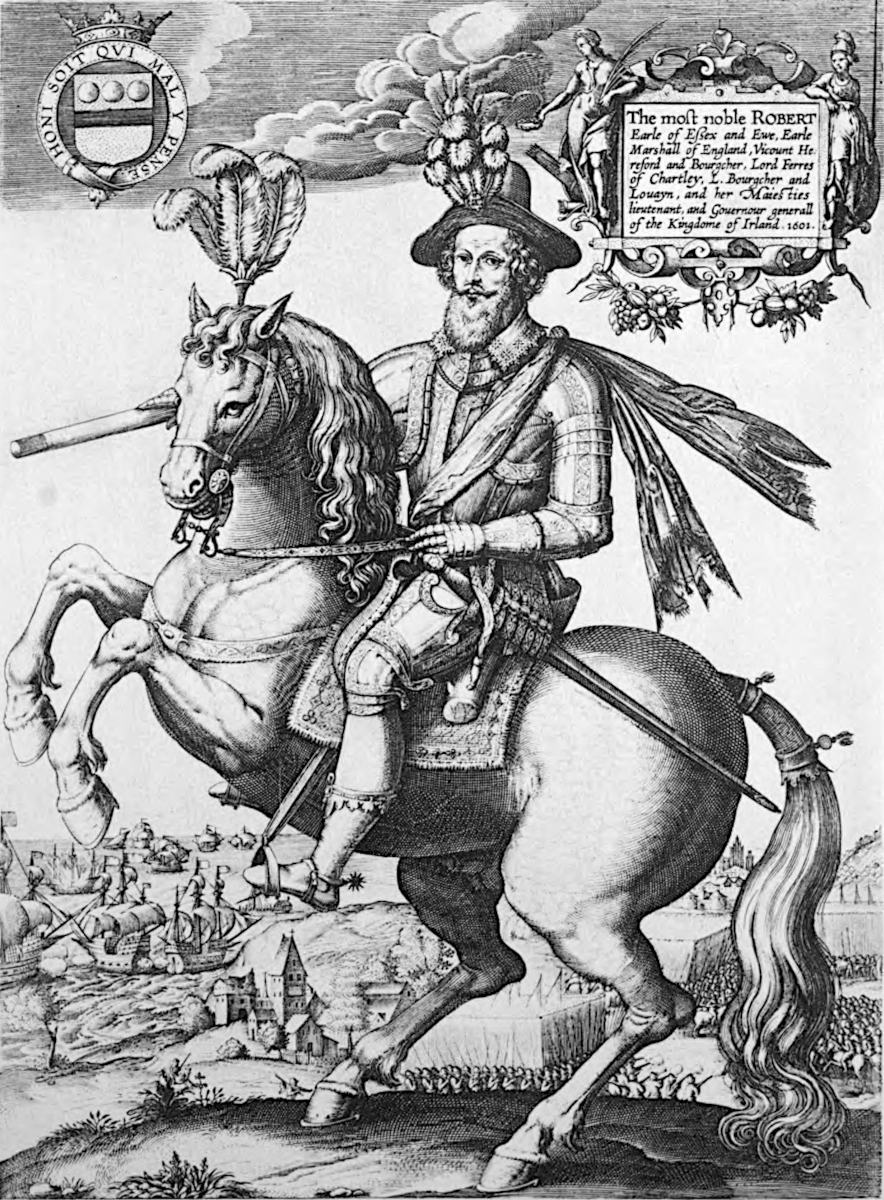 HONI SOIT QVI MAL Y PENSE
The moſt noble ROBERT
Earle of Eſſex and Ewe, Earle
Marshall of England, Vicount He-
reford and Bourgcher, Lord Ferres
of Chartley, L. Bourgcher and
Louayn, and her Maieſties
lieutenant, and Gouernour generall
of the Kingdome of Irland. 1601.